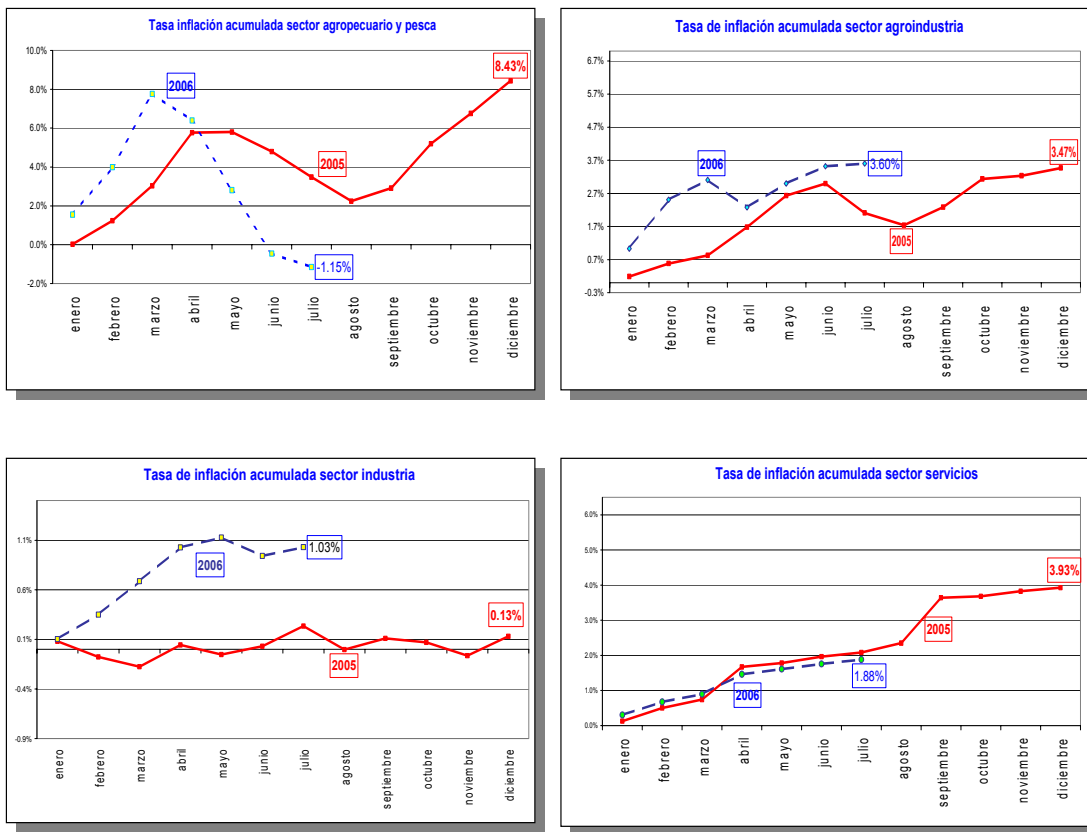 Tasa inflación acumulada sector agropecuario y pesca
10.0%
8.0%
6.0%
4.0%
2.0%
0.0%
-2.0%
2006
2005
8.43%
-1.15%
enero
febrero
marzo
abril
mayo
junio
julio
agosto
septiembre
octubre
noviembre
diciembre
Tasa de inflación acumulada sector agroindustria
6.7%
5.7%
4.7%
3.7%
2.7%
1.7%
0.7%
-0.3%
2006
3.60%
3.47%
2005
enero
febrero
marzo
abril
mayo
junio
julio
agosto
septiembre
octubre
noviembre
diciembre
Tasa de inflación acumulada sector industria
1.1%
0.6%
0.1%
-0.4%
-0.9%
2006
1.03%
0.13%
2005
enero
febrero
marzo
abril
mayo
junio
julio
agosto
septiembre
octubre
noviembre
diciembre
Tasa de inflación acumulada sector servicios
6.0%
5.0%
4.0%
3.0%
2.0%
1.0%
0.0%
3.93%
2005
1.88%
2006
enero
febrero
marzo
abril
mayo
junio
julio
agosto
septiembre
octubre
noviembre
diciembre